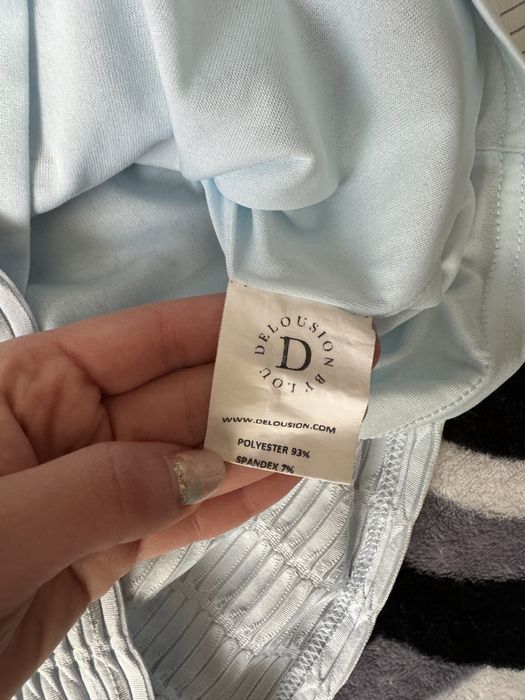 DELOUSION BY LOU
D
WWW.DELOUSION.COM
POLYESTER 93%
SPANDEX 7%